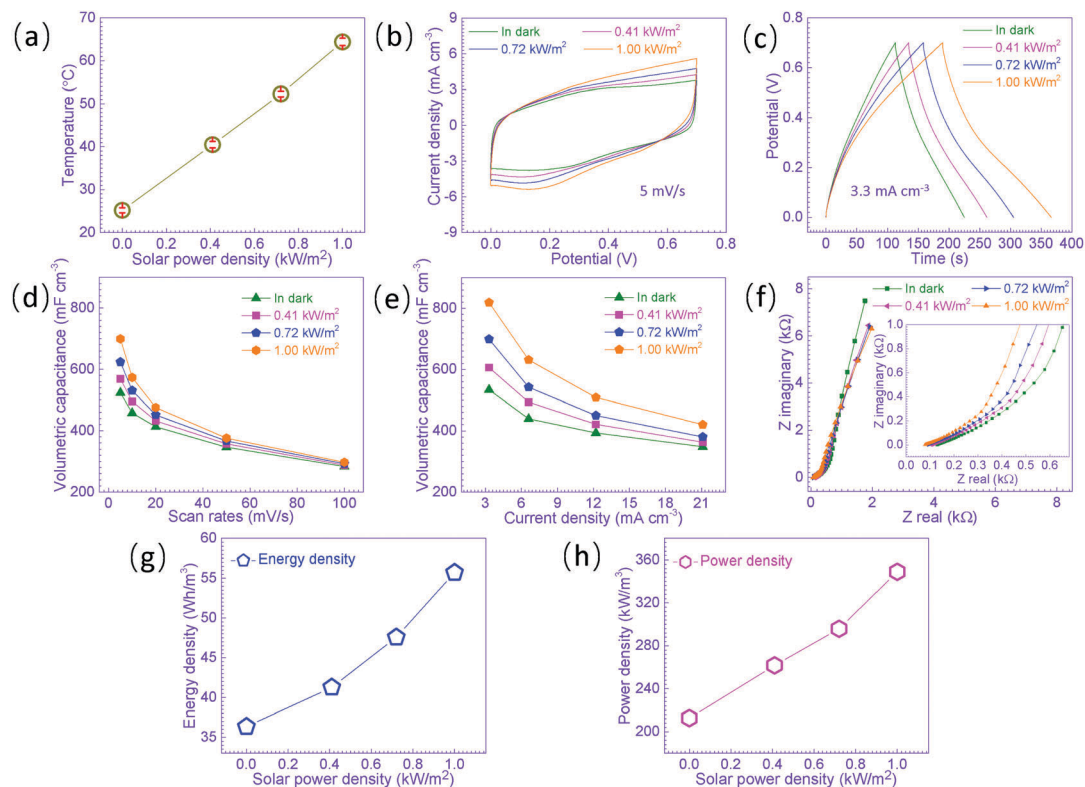 (a)
70
60
50
40
30
20
Temperature (°C)
0.0 0.2 0.4 0.6 0.8 1.0
Solar power density (kW/m²)
(b)
In dark 0.41 kW/m²
0.72 kW/m² 1.00 kW/m²
9
6
3
0
-3
-6
-9
Current density (mA cm⁻³)
5 mV/s
0.0 0.2 0.4 0.6 0.8
Potential (V)
(c)
In dark
0.41 kW/m²
0.72 kW/m²
1.00 kW/m²
0.8
0.6
0.4
0.2
0.0
Potential (V)
3.3 mA cm⁻³
0 50 100 150 200 250 300 350 400
Time (s)
(d)
In dark
0.41 kW/m²
0.72 kW/m²
1.00 kW/m²
800
600
400
200
Volumetric capacitance (mF cm⁻³)
0 20 40 60 80 100
Scan rates (mV/s)
(e)
In dark
0.41 kW/m²
0.72 kW/m²
1.00 kW/m²
800
600
400
200
Volumetric capacitance (mF cm⁻³)
3 6 9 12 15 18 21
Current density (mA cm⁻³)
(f)
In dark 0.72 kW/m²
0.41 kW/m² 1.00 kW/m²
8
6
4
2
0
Z imaginary (kΩ)
1.0
0.8
0.6
0.4
0.2
0.0
Z imaginary (kΩ)
0.0 0.1 0.2 0.3 0.4 0.5 0.6
Z real (kΩ)
0 2 4 6 8
Z real (kΩ)
(g)
Energy density
60
55
50
45
40
35
Energy density (Wh/m³)
0.0 0.2 0.4 0.6 0.8 1.0
Solar power density (kW/m²)
(h)
Power density
360
330
300
270
240
210
200
Power density (kW/m³)
0.0 0.2 0.4 0.6 0.8 1.0
Solar power density (kW/m²)